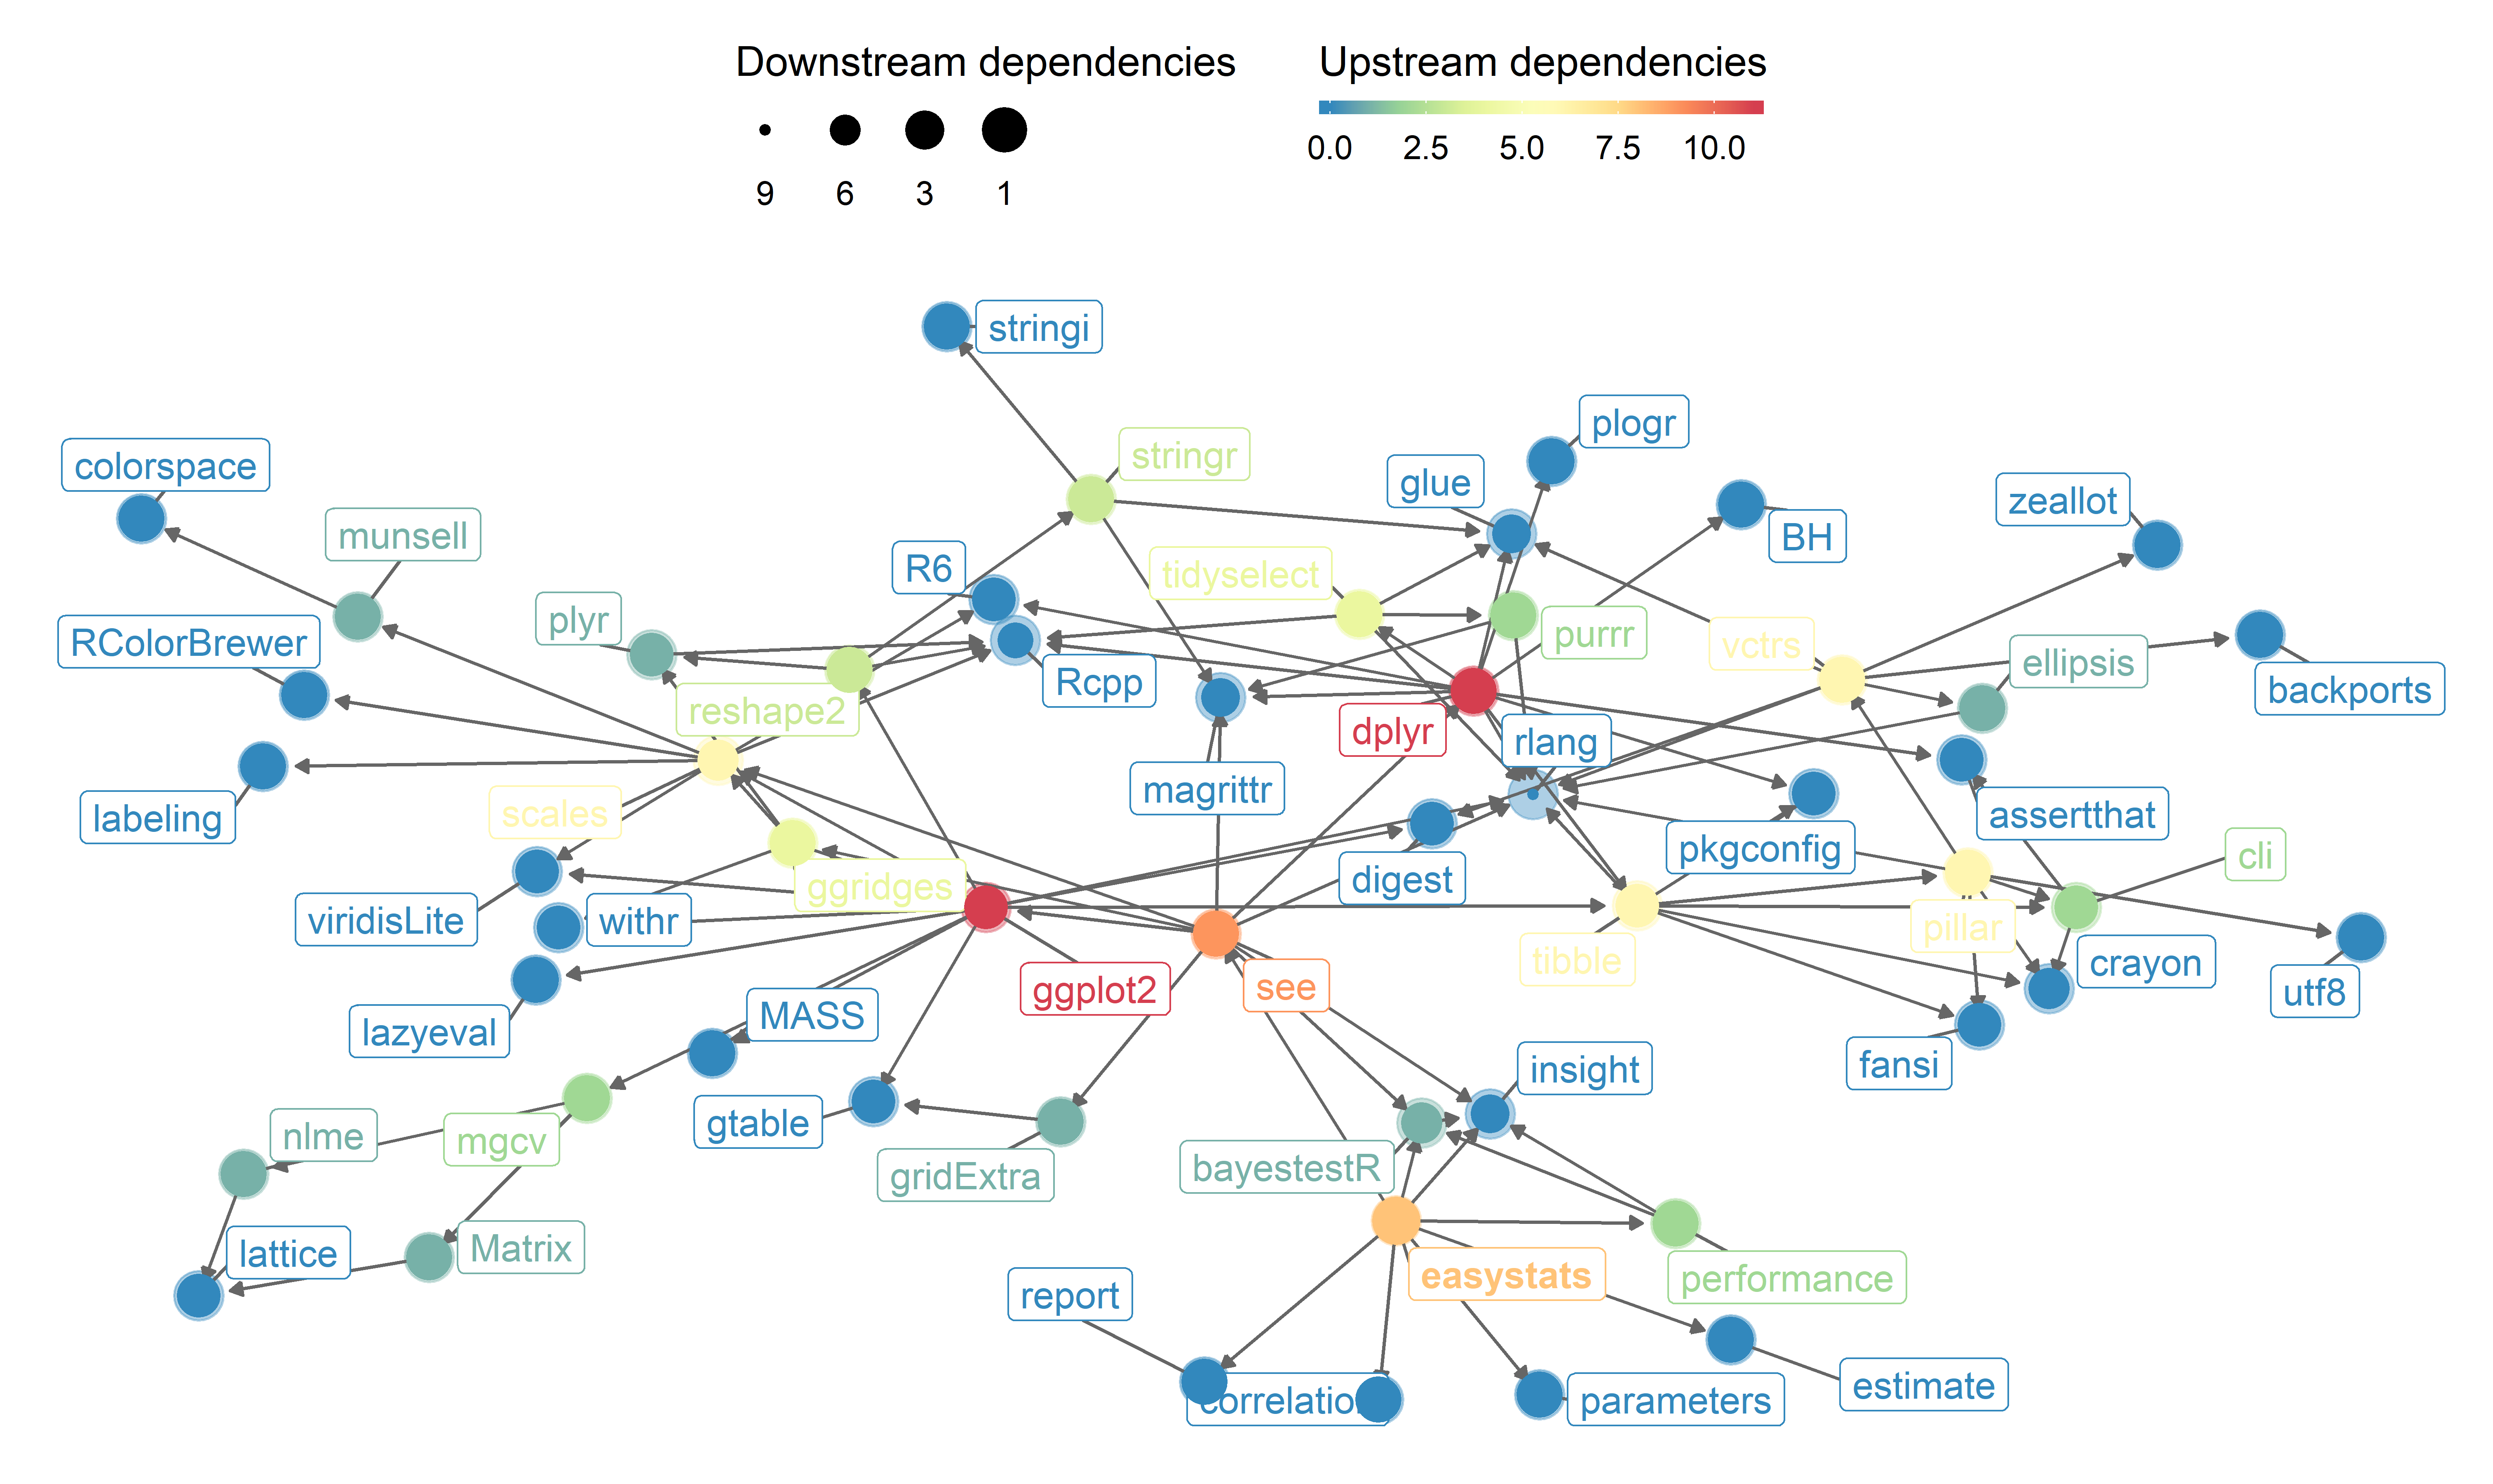 Downstream dependencies
9 6 3 1
Upstream dependencies
0.0 2.5 5.0 7.5 10.0
stringi
plogr
stringr
colorspace
glue
zeallot
munsell
BH
R6
tidyselect
plyr
purrr
RColorBrewer
vctrs
ellipsis
Rcpp
backports
reshape2
dplyr
rlang
magrittr
scales
labeling
assertthat
pkgconfig
cli
digest
ggridges
viridisLite
withr
pillar
tibble
crayon
ggplot2
see
utf8
MASS
lazyeval
fansi
insight
gtable
nlme
mgcv
bayestestR
gridExtra
Matrix
lattice
easystats
performance
report
estimate
correlation
parameters